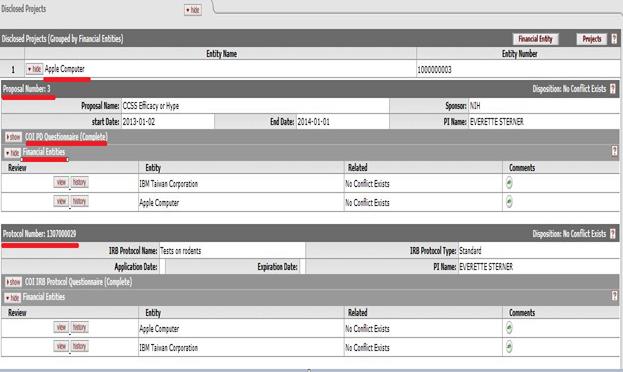 Disclosed Projects
hide
Disclosed Projects (Grouped by Financial Entities) Financial Entity Projects ?
Entity Name Entity Number
1 hide Apple Computer 1000000003
Proposal Number: 3 Disposition: No Conflict Exists ?
Proposal Name: CCSS Efficacy or Hype Sponsor: NIH
start Date: 2013-01-02 End Date: 2014-01-01 PI Name: EVERETTE STERNER
show COI PD Questionnaire (Complete)
hide Financial Entities ?
Review Entity Related Comments
view history IBM Taiwan Corporation No Conflict Exists
view history Apple Computer No Conflict Exists
Protocol Number: 1307000029 Disposition: No Conflict Exists ?
IRB Protocol Name: Tests on rodents IRB Protocol Type: Standard
Application Date: Expiration Date: PI Name: EVERETTE STERNER
show COI IRB Protocol Questionnaire (Complete)
hide Financial Entities ?
Review Entity Related Comments
view history Apple Computer No Conflict Exists
view history IBM Taiwan Corporation No Conflict Exists